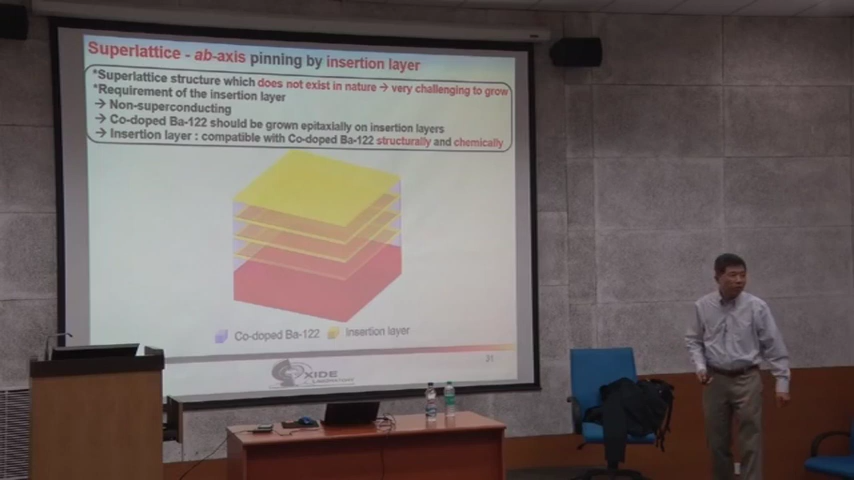 Superlattice - ab-axis pinning by insertion layer
*Superlattice structure which does not exist in nature → very challenging to grow
*Requirement of the insertion layer
→ Non-superconducting
→ Co-doped Ba-122 should be grown epitaxially on insertion layers
→ Insertion layer : compatible with Co-doped Ba-122 structurally and chemically
Co-doped Ba-122 Insertion layer
31
OXIDE